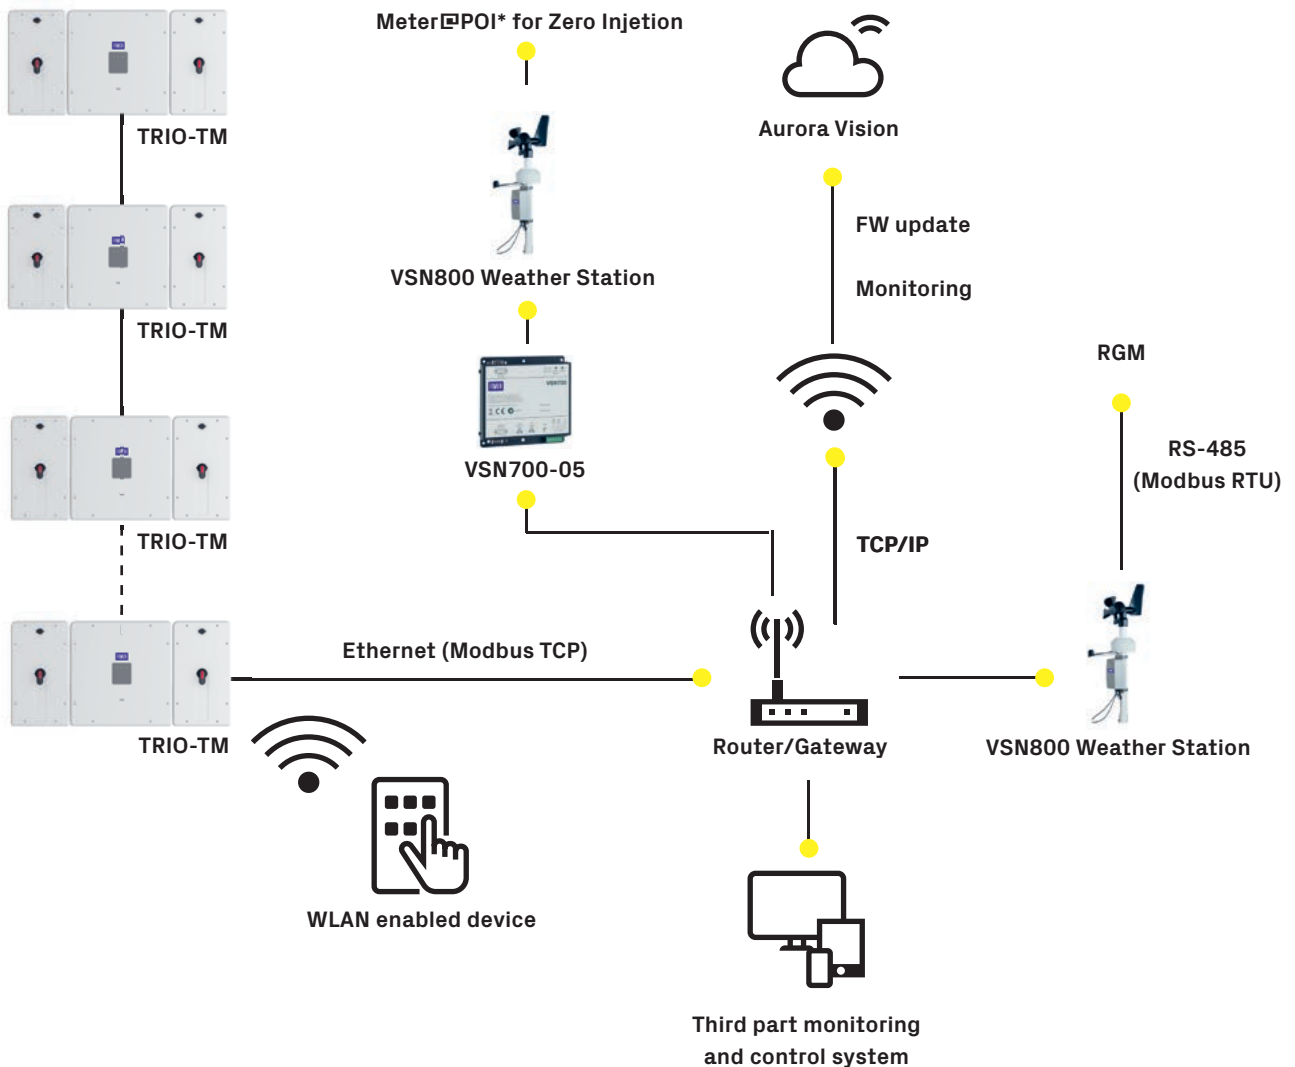 Meter@POI* for Zero Injetion
Aurora Vision
TRIO-TM
FW update
VSN800 Weather Station
Monitoring
TRIO-TM
RGM
VSN700
VSN700-05
RS-485
(Modbus RTU)
TRIO-TM
TCP/IP
Ethernet (Modbus TCP)
TRIO-TM
Router/Gateway
VSN800 Weather Station
WLAN enabled device
Third part monitoring
and control system